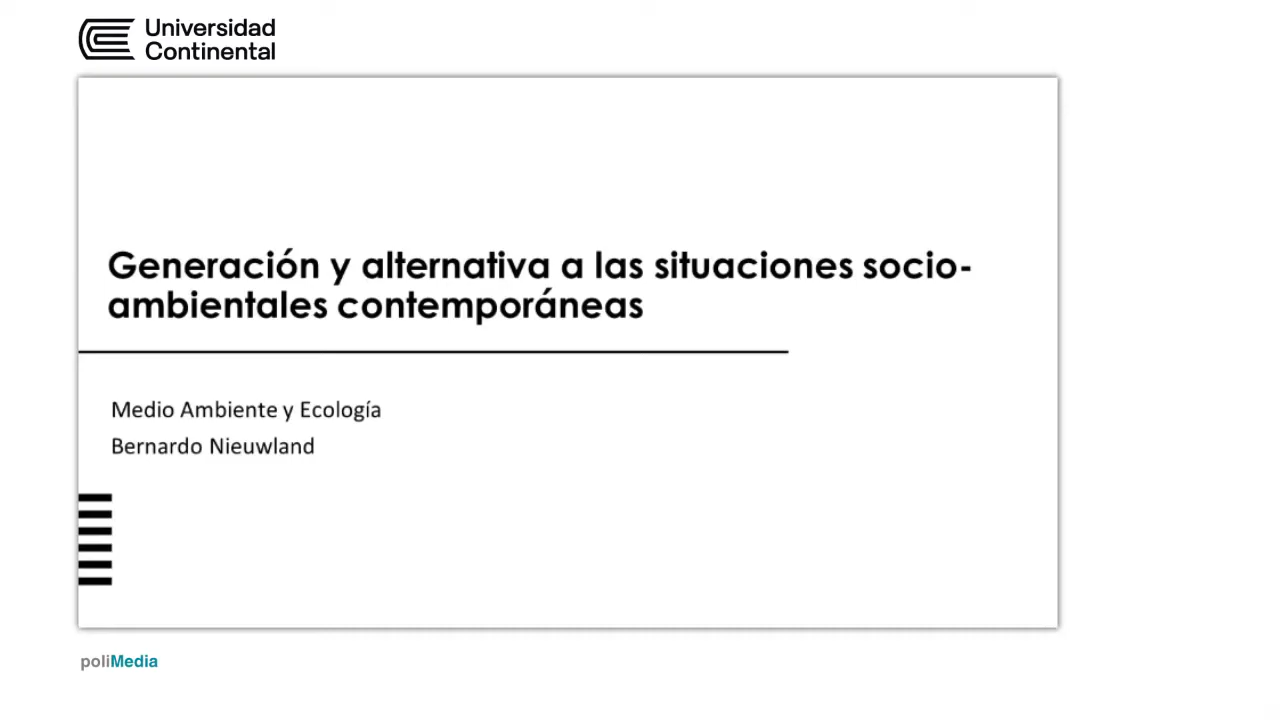 Universidad
Continental
Generación y alternativa a las situaciones socio-
ambientales contemporáneas
Medio Ambiente y Ecología
Bernardo Nieuwland
poliMedia